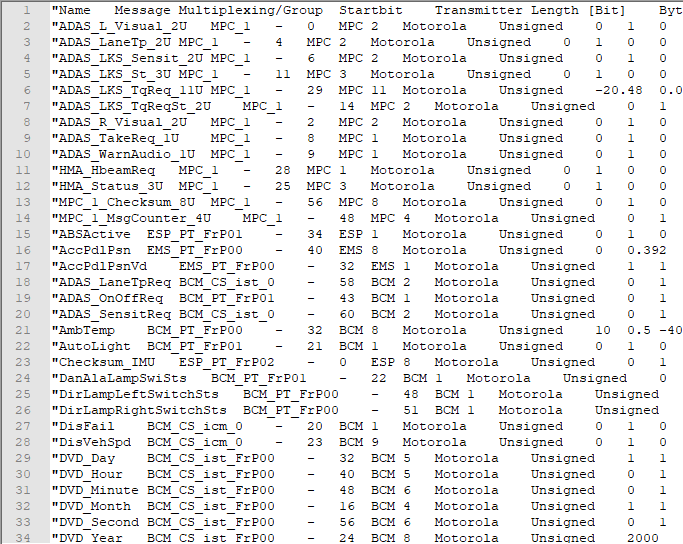 1 "Name Message Multiplexing/Group Startbit Transmitter Length [Bit] Byt
2 "ADAS_L_Visual_2U MPC_1 - 0 MPC 2 Motorola Unsigned 0 1 0
3 "ADAS_LaneTp_2U MPC_1 - 4 MPC 2 Motorola Unsigned 0 1 0
4 "ADAS_LKS_Sensit_2U MPC_1 - 6 MPC 2 Motorola Unsigned 0 1 0
5 "ADAS_LKS_St_3U MPC_1 - 11 MPC 3 Motorola Unsigned 0 1 0
6 "ADAS_LKS_TqReq_11U MPC_1 - 29 MPC 11 Motorola Unsigned -20.48 0.0
7 "ADAS_LKS_TqReqSt_2U MPC_1 - 14 MPC 2 Motorola Unsigned 0 1
8 "ADAS_R_Visual_2U MPC_1 - 2 MPC 2 Motorola Unsigned 0 1 0
9 "ADAS_TakeReq_1U MPC_1 - 8 MPC 1 Motorola Unsigned 0 1 0
10 "ADAS_WarnAudio_1U MPC_1 - 9 MPC 1 Motorola Unsigned 0 1 0
11 "HMA_HbeamReq MPC_1 - 28 MPC 1 Motorola Unsigned 0 1 0
12 "HMA_Status_3U MPC_1 - 25 MPC 3 Motorola Unsigned 0 1 0
13 "MPC_1_Checksum_8U MPC_1 - 56 MPC 8 Motorola Unsigned 0 1 0
14 "MPC_1_MsgCounter_4U MPC_1 - 48 MPC 4 Motorola Unsigned 0 1
15 "ABSActive ESP_PT_FrP01 - 34 ESP 1 Motorola Unsigned 0 1 0
16 "AccPdlPsn EMS_PT_FrP00 - 40 EMS 8 Motorola Unsigned 0 0.392
17 "AccPdlPsnVd EMS_PT_FrP00 - 32 EMS 1 Motorola Unsigned 1 1
18 "ADAS_LaneTpReq BCM_CS_ist_0 - 58 BCM 2 Motorola Unsigned 0 1
19 "ADAS_OnOffReq BCM_PT_FrP01 - 43 BCM 1 Motorola Unsigned 0 1
20 "ADAS_SensitReq BCM_CS_ist_0 - 60 BCM 2 Motorola Unsigned 0 1
21 "AmbTemp BCM_PT_FrP00 - 32 BCM 8 Motorola Unsigned 10 0.5 -40
22 "AutoLight BCM_PT_FrP01 - 21 BCM 1 Motorola Unsigned 0 1 0
23 "Checksum_IMU ESP_PT_FrP02 - 0 ESP 8 Motorola Unsigned 0 1
24 "DanAlaLampSwiSts BCM_PT_FrP01 - 22 BCM 1 Motorola Unsigned 0
25 "DirLampLeftSwitchSts BCM_PT_FrP00 - 48 BCM 1 Motorola Unsigned
26 "DirLampRightSwitchSts BCM_PT_FrP00 - 51 BCM 1 Motorola Unsigned
27 "DisFail BCM_CS_icm_0 - 20 BCM 1 Motorola Unsigned 0 1 0
28 "DisVehSpd BCM_CS_icm_0 - 23 BCM 9 Motorola Unsigned 0 1 0
29 "DVD_Day BCM_CS_ist_FrP00 - 32 BCM 5 Motorola Unsigned 1 1
30 "DVD_Hour BCM_CS_ist_FrP00 - 40 BCM 5 Motorola Unsigned 0 1
31 "DVD_Minute BCM_CS_ist_FrP00 - 48 BCM 6 Motorola Unsigned 0 1
32 "DVD_Month BCM_CS_ist_FrP00 - 16 BCM 4 Motorola Unsigned 1 1
33 "DVD_Second BCM_CS_ist_FrP00 - 56 BCM 6 Motorola Unsigned 0 1
34 "DVD_Year BCM_CS_ist_FrP00 - 24 BCM 8 Motorola Unsigned 2000